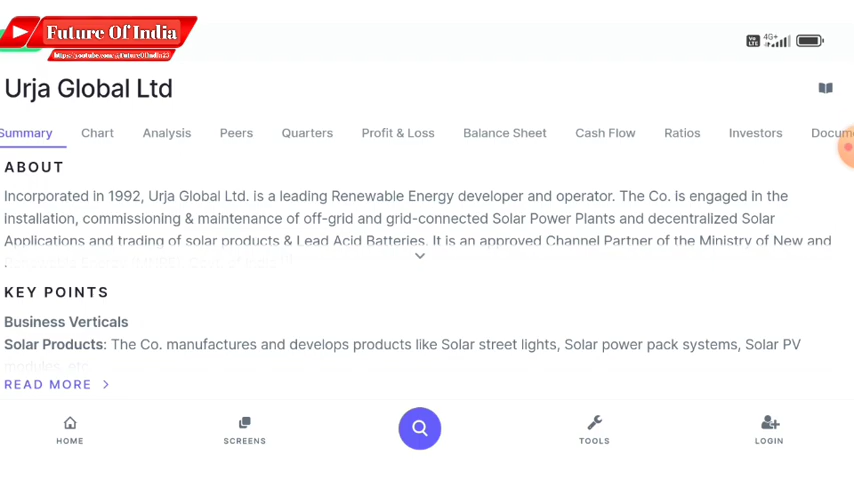 Future Of India
4G+
Urja Global Ltd
Summary Chart Analysis Peers Quarters Profit & Loss Balance Sheet Cash Flow Ratios Investors Docum
ABOUT
Incorporated in 1992, Urja Global Ltd. is a leading Renewable Energy developer and operator. The Co. is engaged in the
installation, commissioning & maintenance of off-grid and grid-connected Solar Power Plants and decentralized Solar
Applications and trading of solar products & Lead Acid Batteries. It is an approved Channel Partner of the Ministry of New and
KEY POINTS
Business Verticals
Solar Products: The Co. manufactures and develops products like Solar street lights, Solar power pack systems, Solar PV
modules, etc
READ MORE
HOME SCREENS TOOLS LOGIN